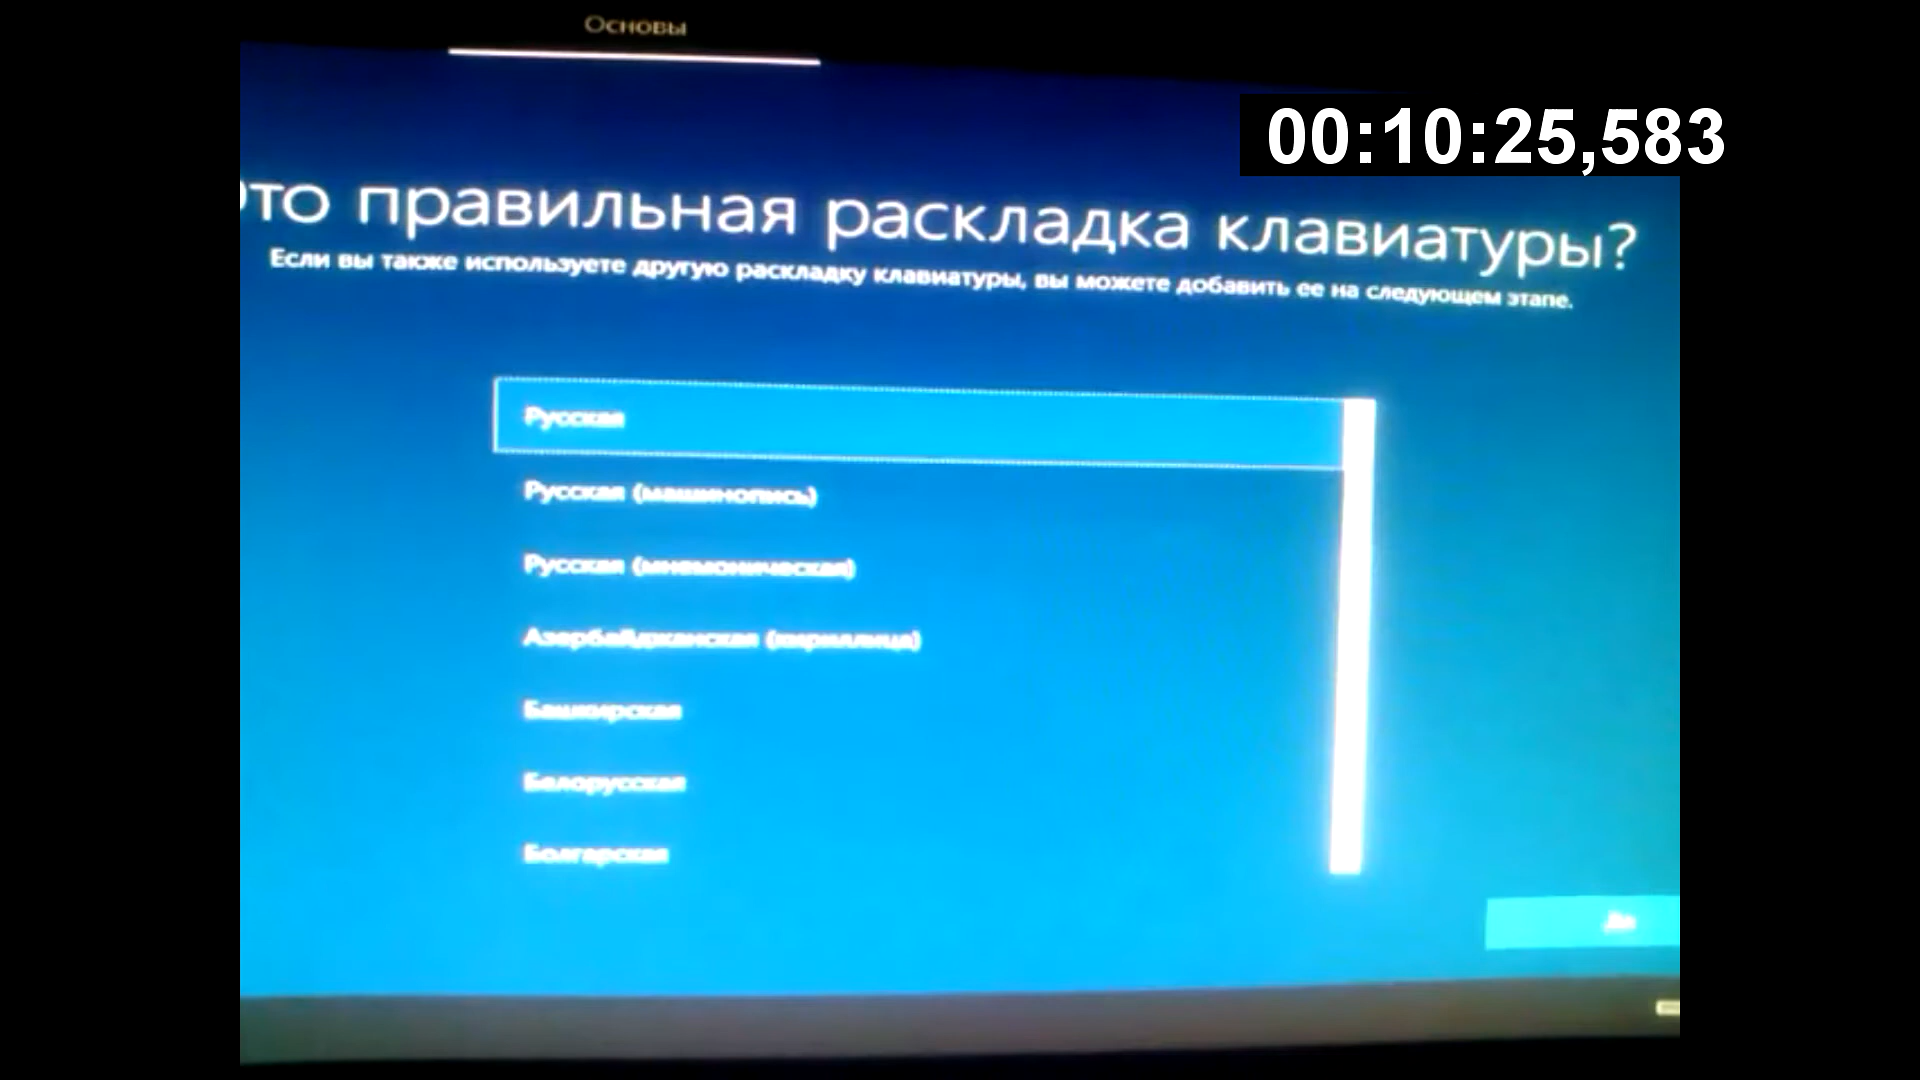 Основы
00:10:25,583
Это правильная раскладка клавиатуры?
Если вы также используете другую раскладку клавиатуры, вы можете добавить ее на следующем этапе.
Русская
Русская (машинопись)
Русская (мнемоническая)
Азербайджанская (кириллица)
Башкирская
Белорусская
Болгарская
Да